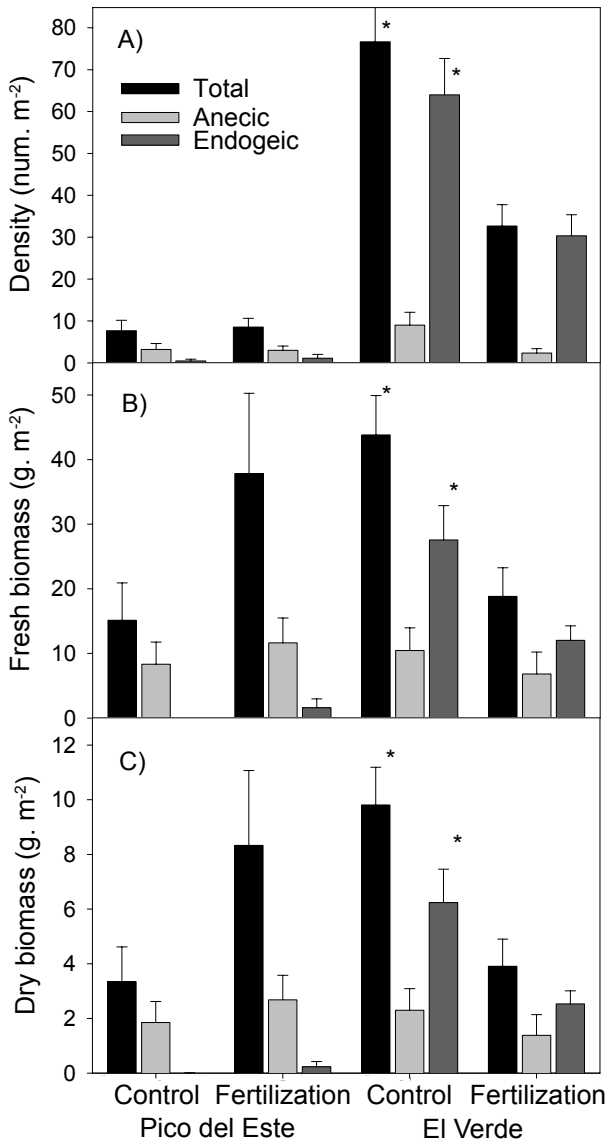 A)
Total
Anecic
Endogeic
Density (num. m-2)
80
70
60
50
40
30
20
10
0
*
*
B)
Fresh biomass (g. m-2)
50
40
30
20
10
0
*
*
C)
Dry biomass (g. m-2)
12
10
8
6
4
2
0
*
*
Control Fertilization Control Fertilization
Pico del Este El Verde